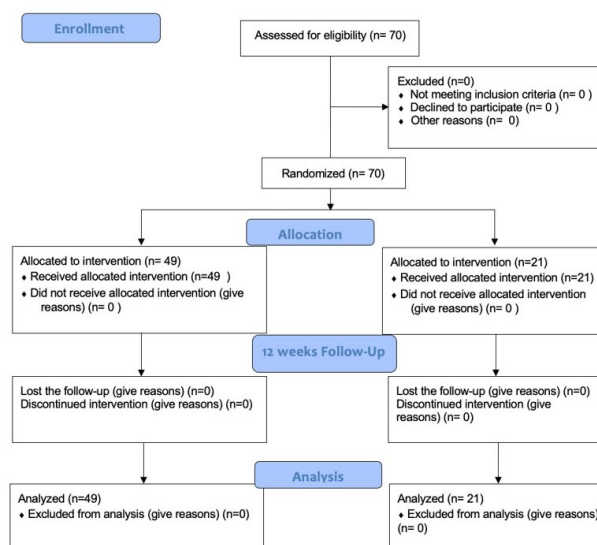 Enrollment
Assessed for eligibility (n= 70)
Excluded (n=0)
♦ Not meeting inclusion criteria (n= 0 )
♦ Declined to participate (n= 0 )
♦ Other reasons (n= 0)
Randomized (n= 70)
Allocation
Allocated to intervention (n= 49)
♦ Received allocated intervention (n=49 )
♦ Did not receive allocated intervention (give
reasons) (n= 0 )
Allocated to intervention (n=21)
♦ Received allocated intervention (n=21)
♦ Did not receive allocated intervention
(give reasons) (n= 0 )
12 weeks Follow-Up
Lost the follow-up (give reasons) (n=0)
Discontinued intervention (give reasons) (n=0)
Lost the follow-up (give reasons) (n=0)
Discontinued intervention (give
reasons) (n= 0)
Analysis
Analyzed (n=49)
♦ Excluded from analysis (give reasons) (n=0)
Analyzed (n= 21)
♦ Excluded from analysis (give reasons)
(n= 0)